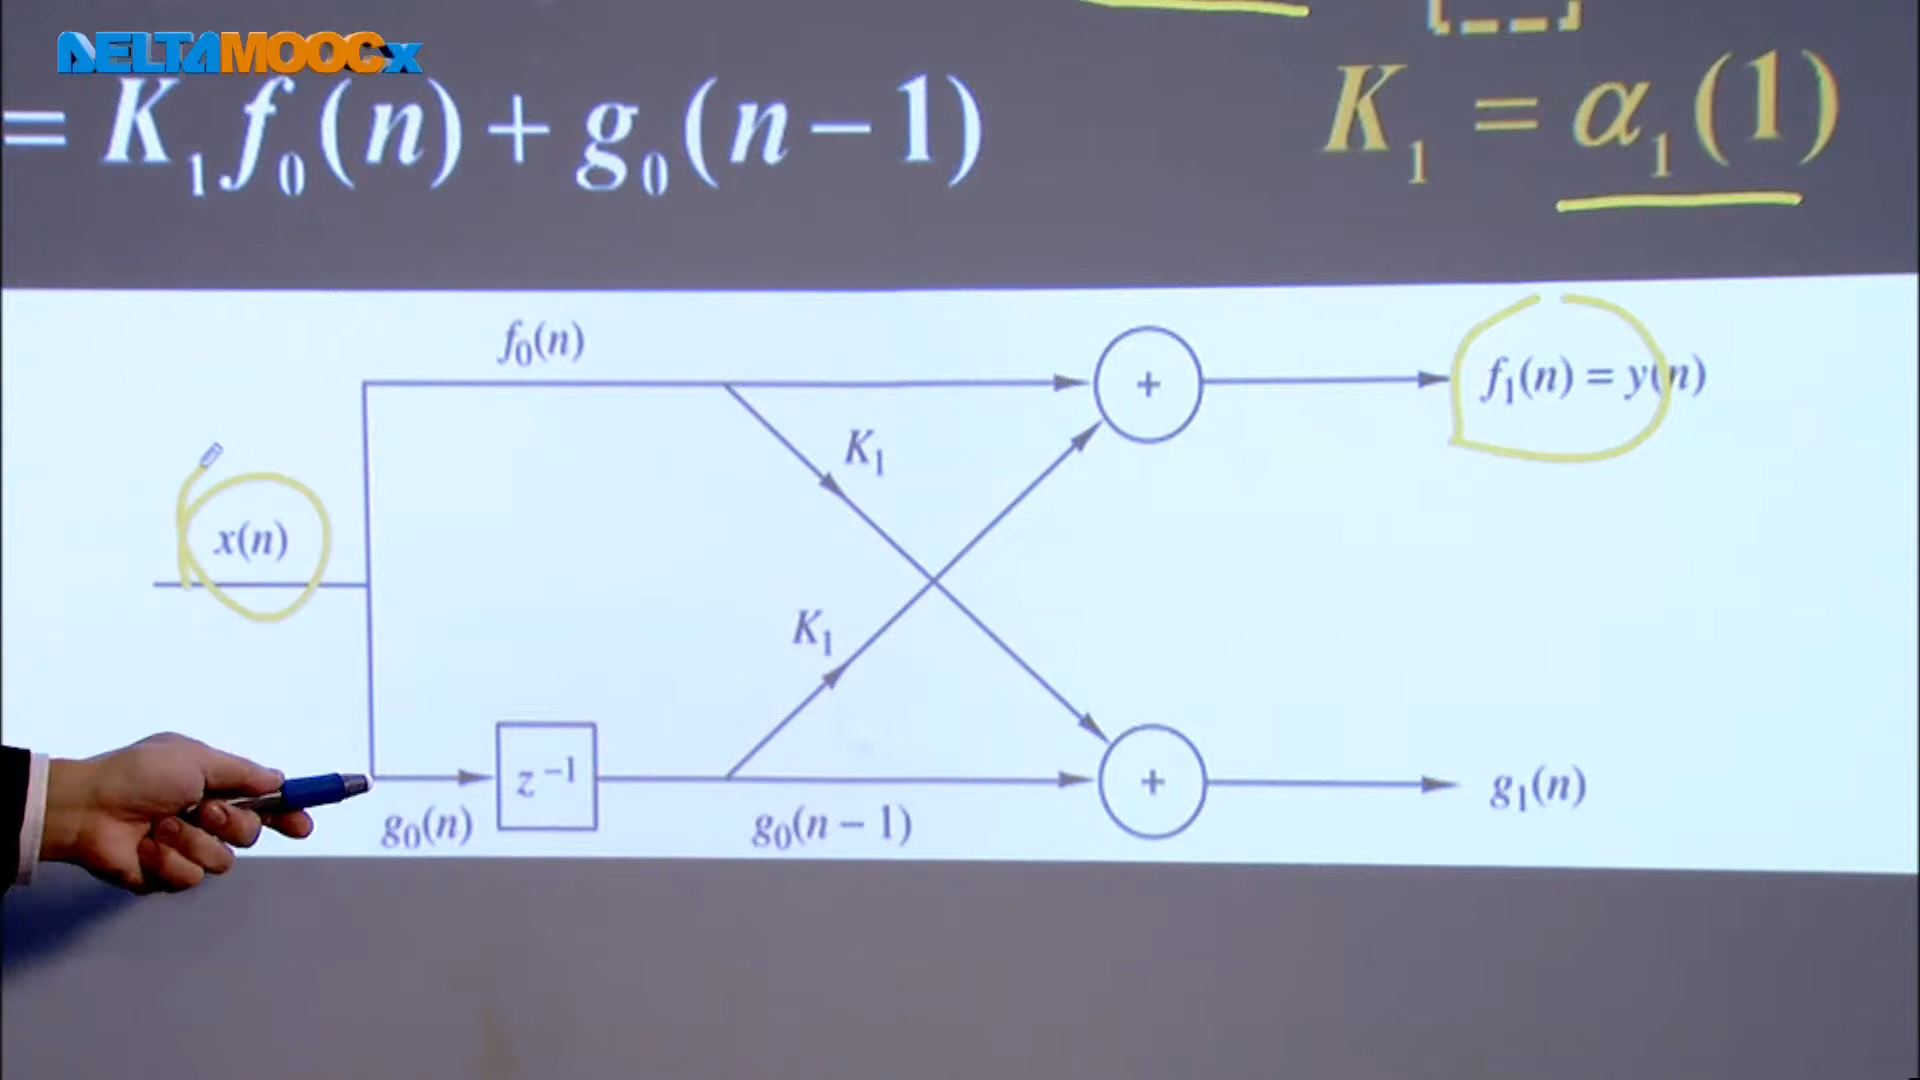 DELTAMOOCx
= K₁f₀(n) + g₀(n−1)
K₁ = α₁(1)
f₀(n)
+
f₁(n) = y(n)
K₁
x(n)
K₁
z⁻¹
+
g₁(n)
g₀(n)
g₀(n − 1)